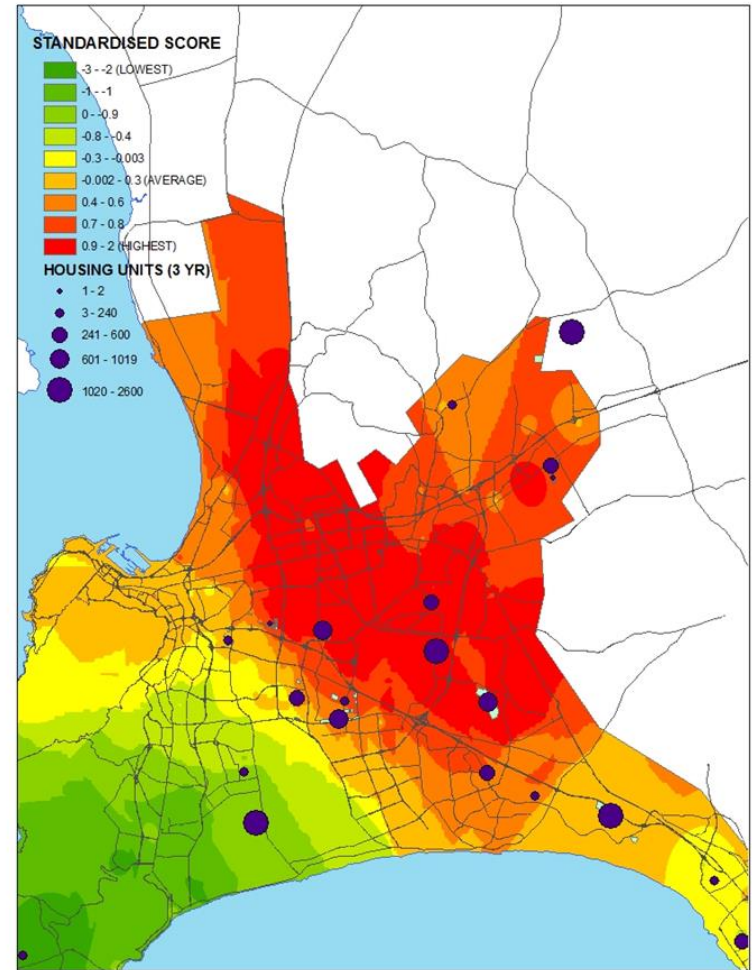 STANDARDISED SCORE
-3 - -2 (LOWEST)
-1 - -1
0 - -0.9
-0.8 - -0.4
-0.3 - -0.003
-0.002 - 0.3 (AVERAGE)
0.4 - 0.6
0.7 - 0.8
0.9 - 2 (HIGHEST)
HOUSING UNITS (3 YR)
1 - 2
3 - 240
241 - 600
601 - 1019
1020 - 2600